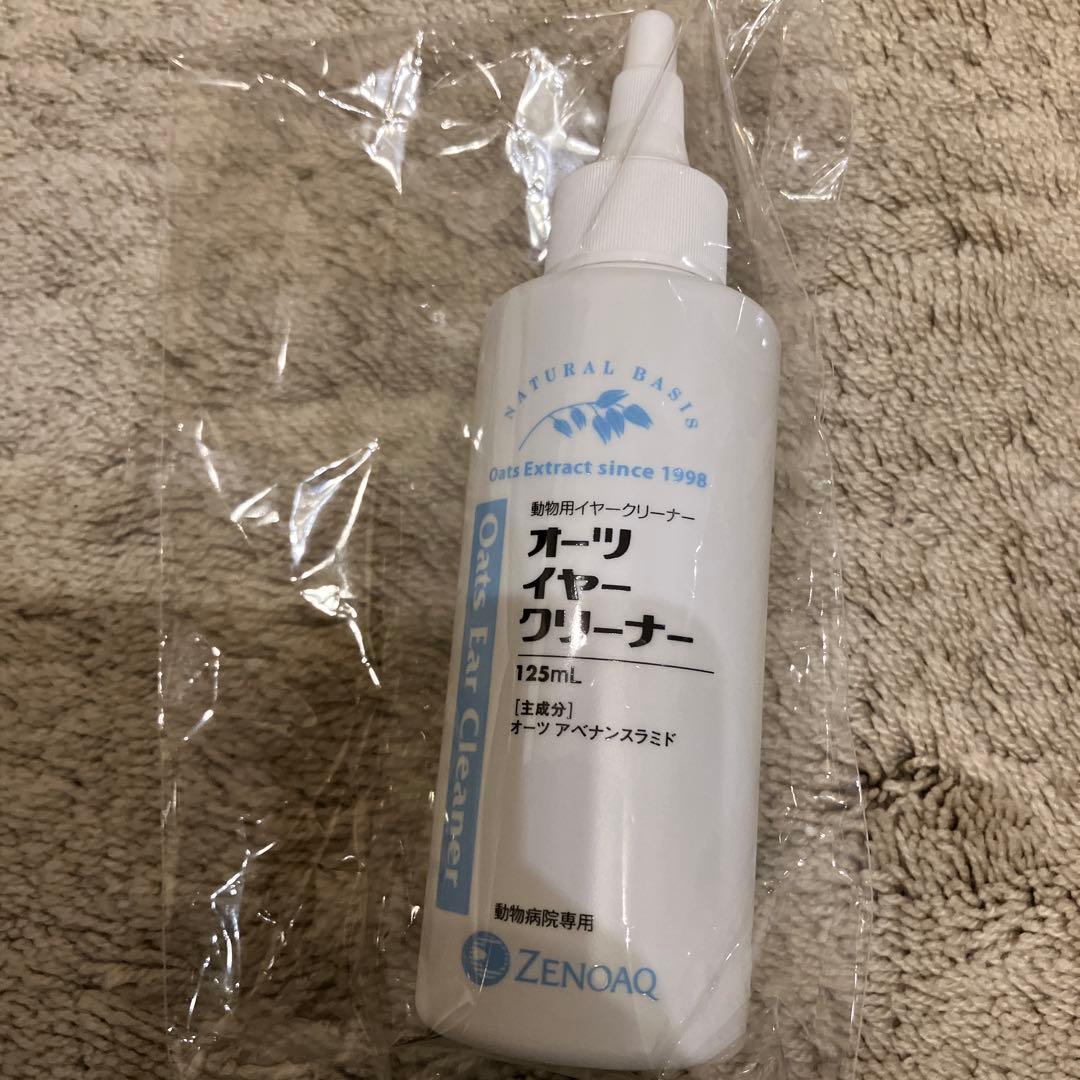 NATURAL BASIS
Oats Extract since 1998
動物用イヤークリーナー
オーツ
イヤー
クリーナー
125mL
[主成分]
オーツ アベナンスラミド
Oats Ear Cleaner
動物病院専用
ZENOAQ